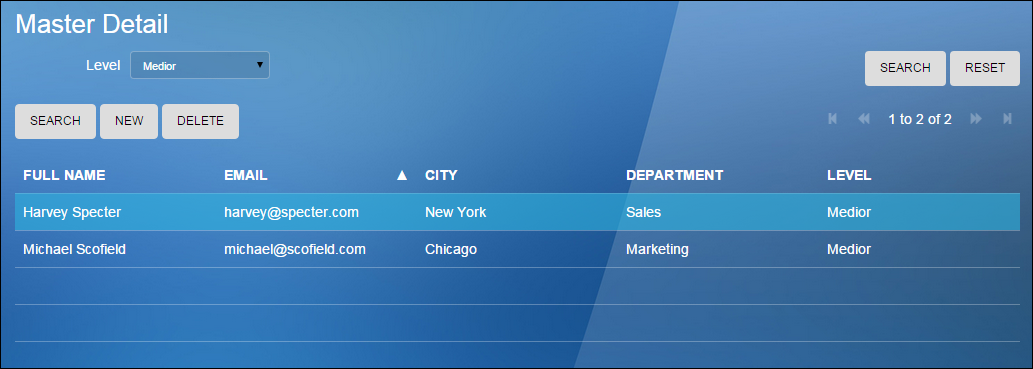 Master Detail
Level Medior SEARCH RESET
SEARCH NEW DELETE 1 to 2 of 2
FULL NAME EMAIL ▲ CITY DEPARTMENT LEVEL
Harvey Specter harvey@specter.com New York Sales Medior
Michael Scofield michael@scofield.com Chicago Marketing Medior